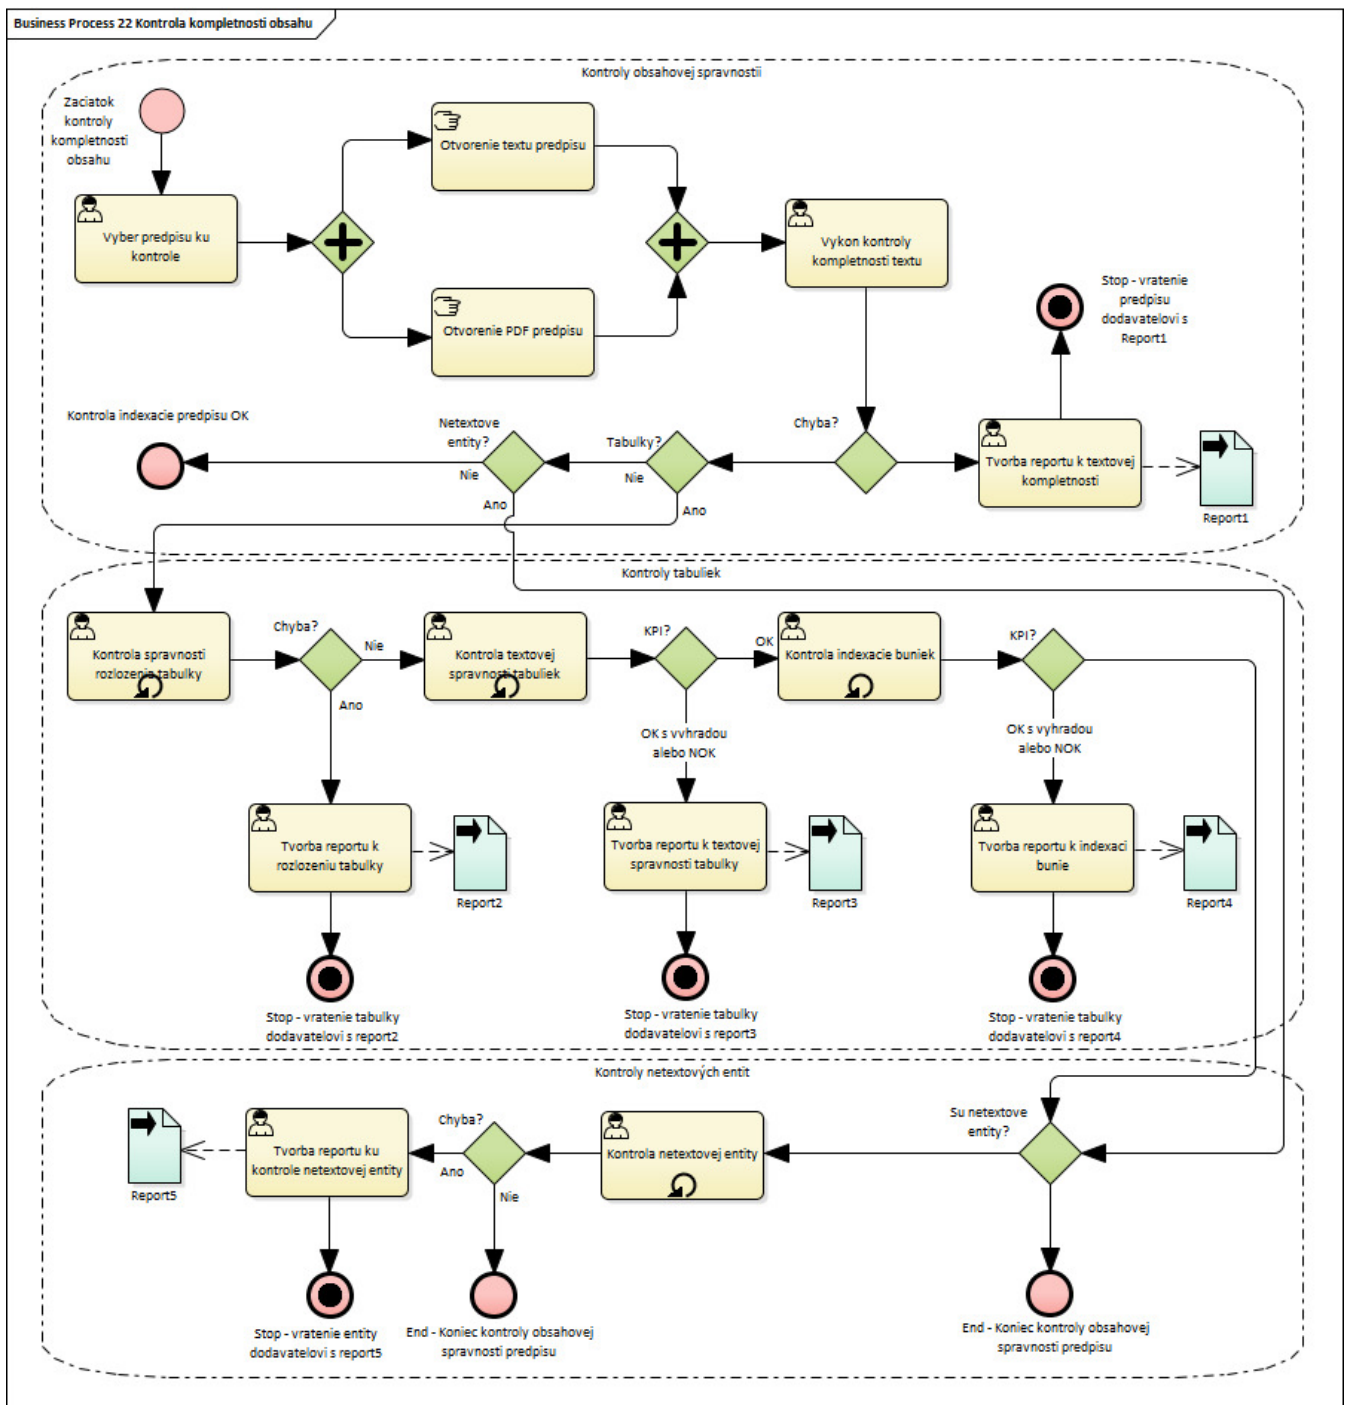 Business Process 22 Kontrola kompletnosti obsahu
Kontroly obsahovej spravnostii
Zaciatok
kontroly
kompletnosti
obsahu
Otvorenie textu predpisu
Vyber predpisu ku
kontrole
Vykon kontroly
kompletnosti textu
Otvorenie PDF predpisu
Stop - vratenie
predpisu
dodavatelovi s
Report1
Kontrola indexacie predpisu OK
Netextove
entity?
Nie
Ano
Tabulky?
Nie
Ano
Chyba?
Tvorba reportu k textovej
kompletnosti
Report1
Kontroly tabuliek
Kontrola spravnosti
rozlozenia tabulky
Chyba?
Nie
Ano
Kontrola textovej
spravnosti tabuliek
KPI?
OK
OK s vvhradou
alebo NOK
Kontrola indexacie buniek
KPI?
OK s vyhradou
alebo NOK
Tvorba reportu k
rozlozeniu tabulky
Report2
Tvorba reportu k textovej
spravnosti tabulky
Report3
Tvorba reportu k indexaci
bunie
Report4
Stop - vratenie tabulky
dodavatelovi s report2
Stop - vratenie tabulky
dodavatelovi s report3
Stop - vratenie tabulky
dodavatelovi s report4
Kontroly netextových entit
Su netextove
entity?
Kontrola netextovej entity
Chyba?
Ano
Nie
Tvorba reportu ku
kontrole netextovej entity
Report5
Stop - vratenie entity
dodavatelovi s report5
End - Koniec kontroly obsahovej
spravnosti predpisu
End - Koniec kontroly obsahovej
spravnosti predpisu